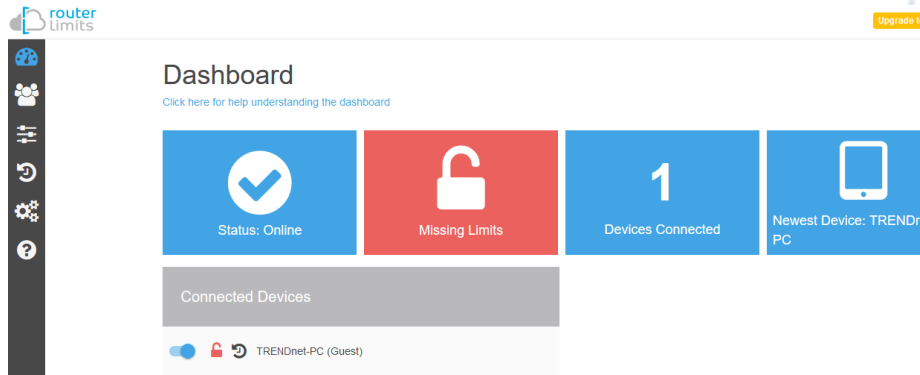 router
limits
Upgrade
Dashboard
Click here for help understanding the dashboard
Status: Online
Missing Limits
1
Devices Connected
Newest Device: TRENDn
PC
Connected Devices
TRENDnet-PC (Guest)